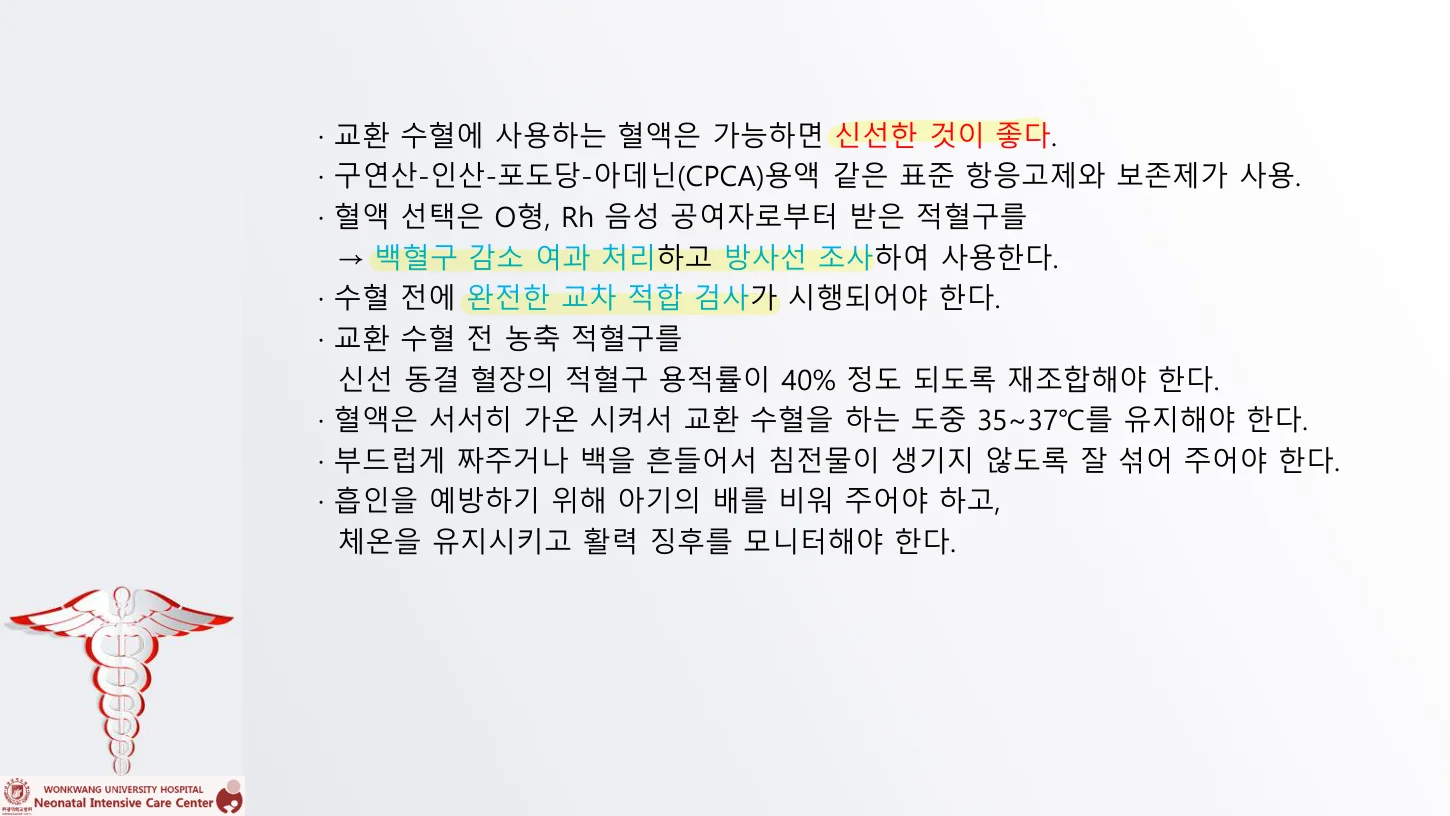 · 교환 수혈에 사용하는 혈액은 가능하면 신선한 것이 좋다.
· 구연산-인산-포도당-아데닌(CPCA)용액 같은 표준 항응고제와 보존제가 사용.
· 혈액 선택은 O형, Rh 음성 공여자로부터 받은 적혈구를
→ 백혈구 감소 여과 처리하고 방사선 조사하여 사용한다.
· 수혈 전에 완전한 교차 적합 검사가 시행되어야 한다.
· 교환 수혈 전 농축 적혈구를
신선 동결 혈장의 적혈구 용적률이 40% 정도 되도록 재조합해야 한다.
· 혈액은 서서히 가온 시켜서 교환 수혈을 하는 도중 35~37℃를 유지해야 한다.
· 부드럽게 짜주거나 백을 흔들어서 침전물이 생기지 않도록 잘 섞어 주어야 한다.
· 흡인을 예방하기 위해 아기의 배를 비워 주어야 하고,
체온을 유지시키고 활력 징후를 모니터해야 한다.
WONKWANG UNIVERSITY HOSPITAL
Neonatal Intensive Care Center